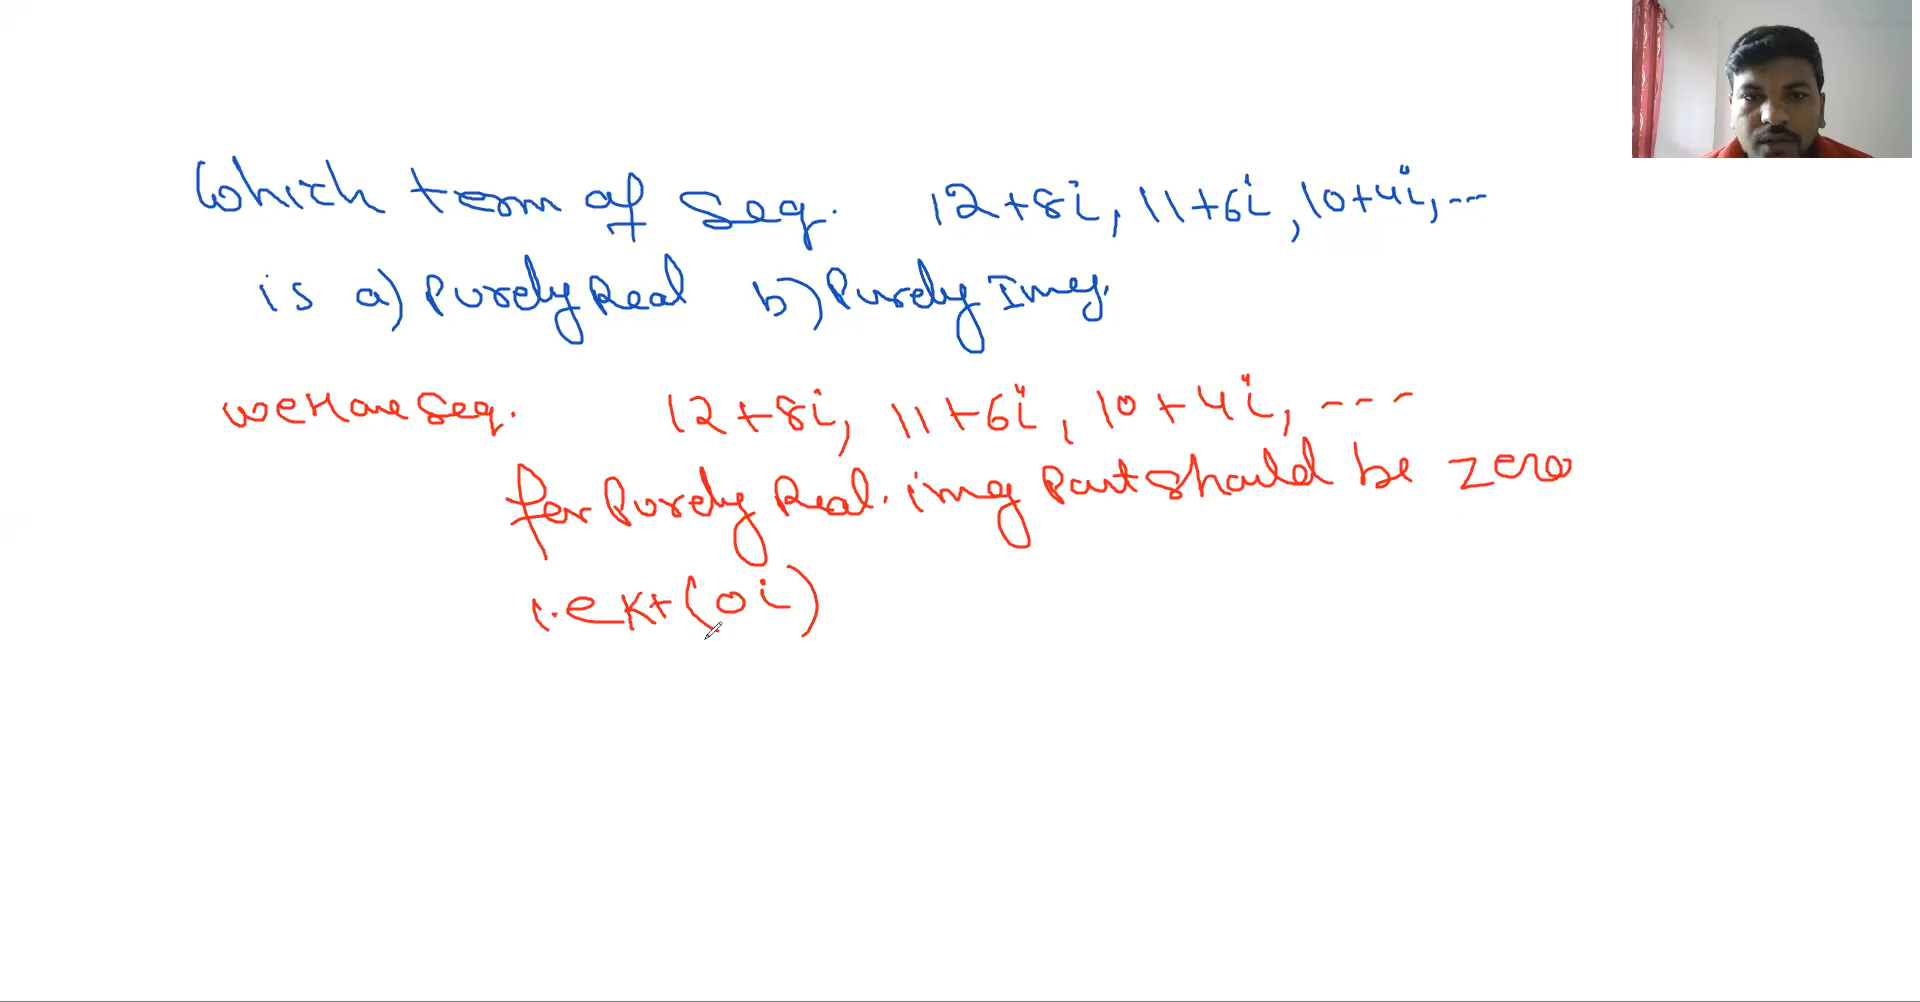 Which term of Seq. 12+8i, 11+6i, 10+4i, ---
is a) Purely Real b) Purely Img.
we Have Seq. 12+8i, 11+6i, 10+4i, ---
for Purely Real. img Part should be zero
i.e K+(0i)